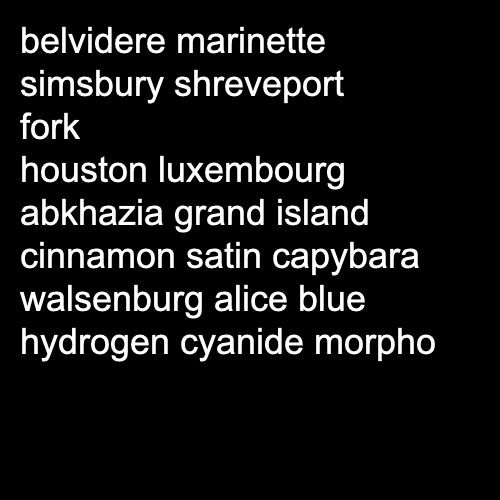 belvidere marinette
simsbury shreveport
fork
houston luxembourg
abkhazia grand island
cinnamon satin capybara
walsenburg alice blue
hydrogen cyanide morpho